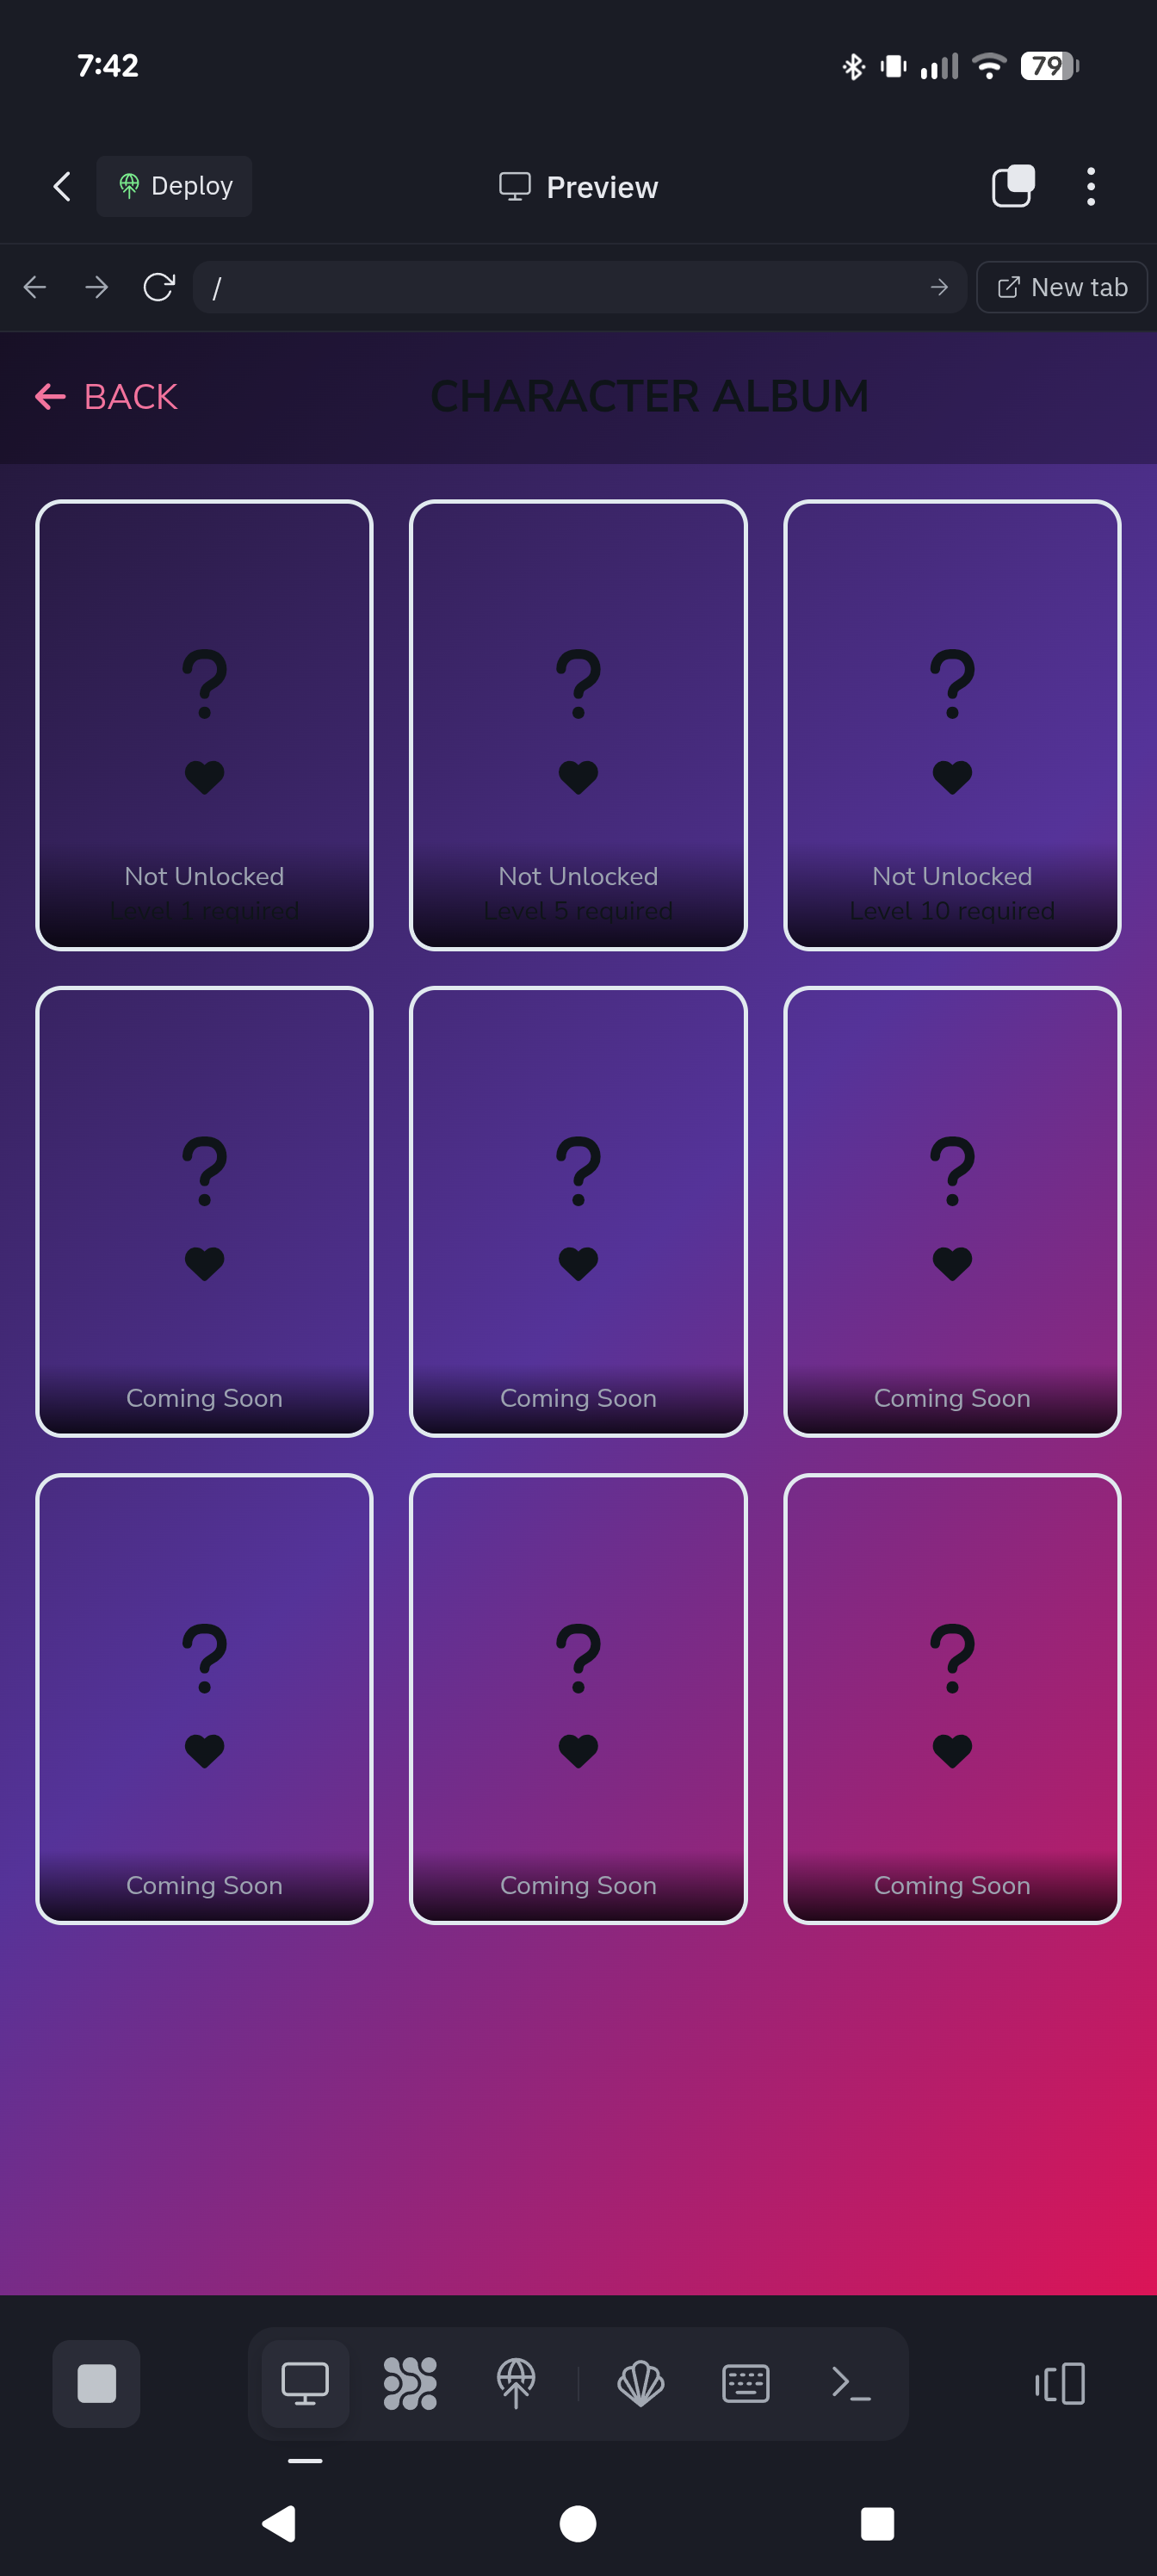 7:42
79
Deploy
Preview
/
New tab
BACK
CHARACTER ALBUM
?
?
?
Not Unlocked
Level 1 required
Not Unlocked
Level 5 required
Not Unlocked
Level 10 required
?
?
?
Coming Soon
Coming Soon
Coming Soon
?
?
?
Coming Soon
Coming Soon
Coming Soon